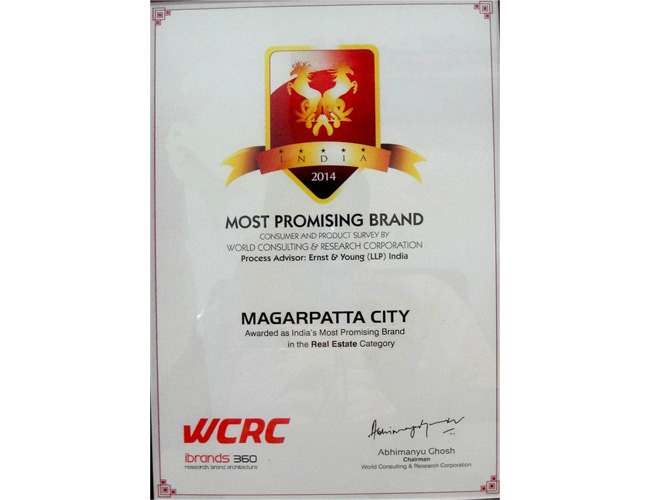 INDIA
2014
MOST PROMISING BRAND
CONSUMER AND PRODUCT SURVEY BY
WORLD CONSULTING & RESEARCH CORPORATION
Process Advisor: Ernst & Young (LLP) India
MAGARPATTA CITY
Awarded as India's Most Promising Brand
in the Real Estate Category
WCRC
ibrands 360
research. brand architecture
Abhimanyu Ghosh
Chairman
World Consulting & Research Corporation